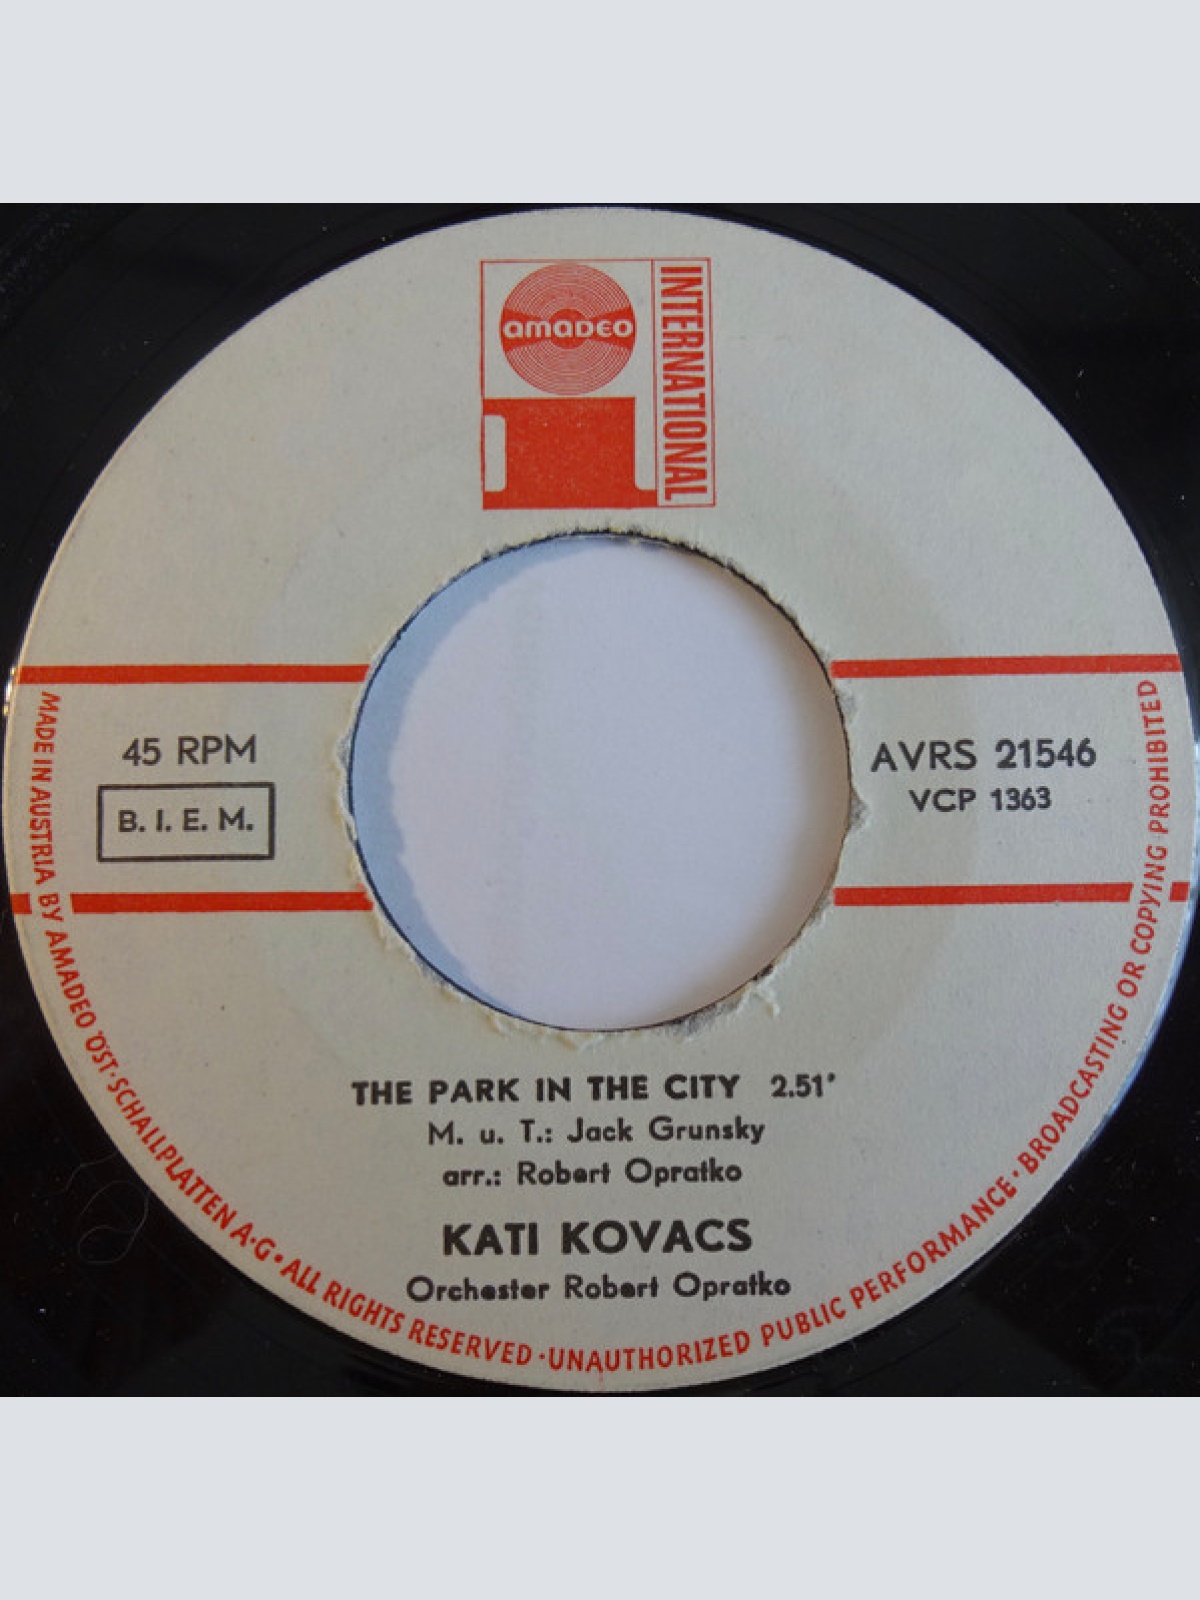 amadeo
INTERNATIONAL
45 RPM
B. I. E. M.
AVRS 21546
VCP 1363
THE PARK IN THE CITY 2.51'
M. u. T.: Jack Grunsky
arr.: Robert Opratko
KATI KOVACS
Orchester Robert Opratko
MADE IN AUSTRIA BY AMADEO ÖST·SCHALLPLATTEN A·G • ALL RIGHTS RESERVED · UNAUTHORIZED PUBLIC PERFORMANCE · BROADCASTING OR COPYING PROHIBITED